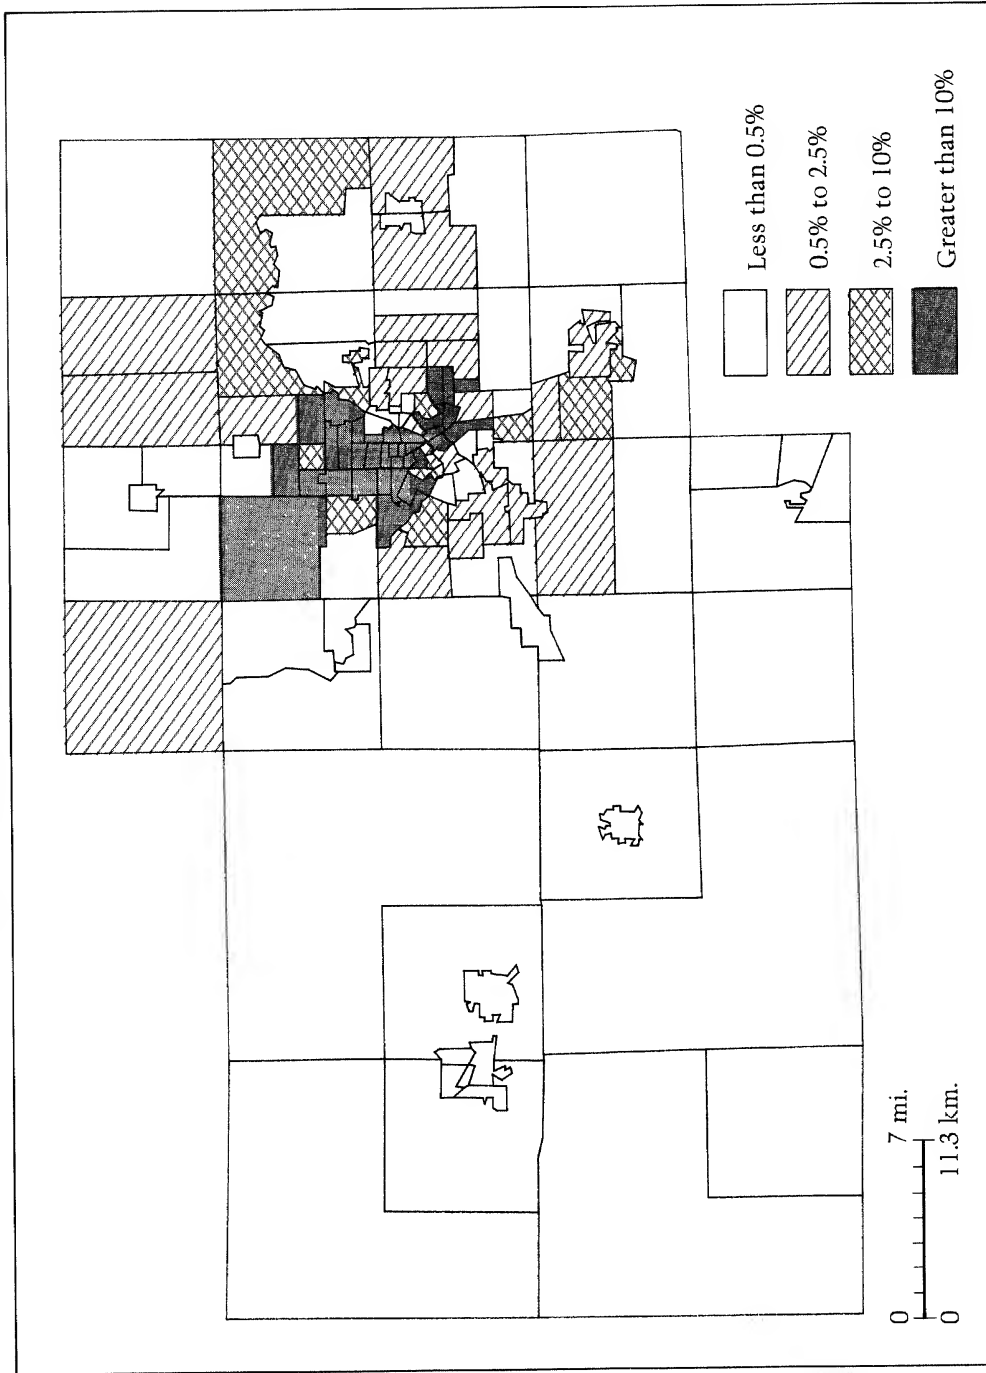 Less than 0.5%
0.5% to 2.5%
2.5% to 10%
Greater than 10%
0 7 mi.
0 11.3 km.